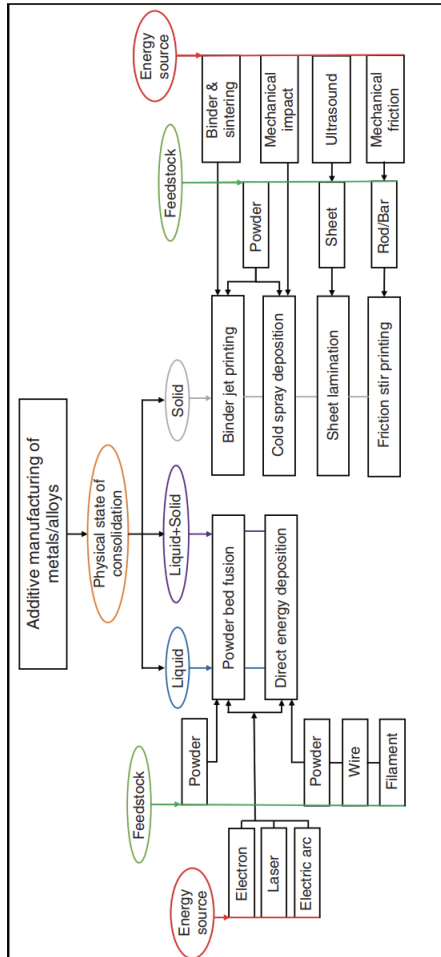 Additive manufacturing of
metals/alloys
Physical state of
consolidation
Liquid
Liquid+Solid
Solid
Energy
source
Feedstock
Feedstock
Energy
source
Electron
Laser
Electric arc
Powder
Powder
Wire
Filament
Powder bed fusion
Direct energy deposition
Binder jet printing
Cold spray deposition
Sheet lamination
Friction stir printing
Powder
Sheet
Rod/Bar
Binder &
sintering
Mechanical
impact
Ultrasound
Mechanical
friction